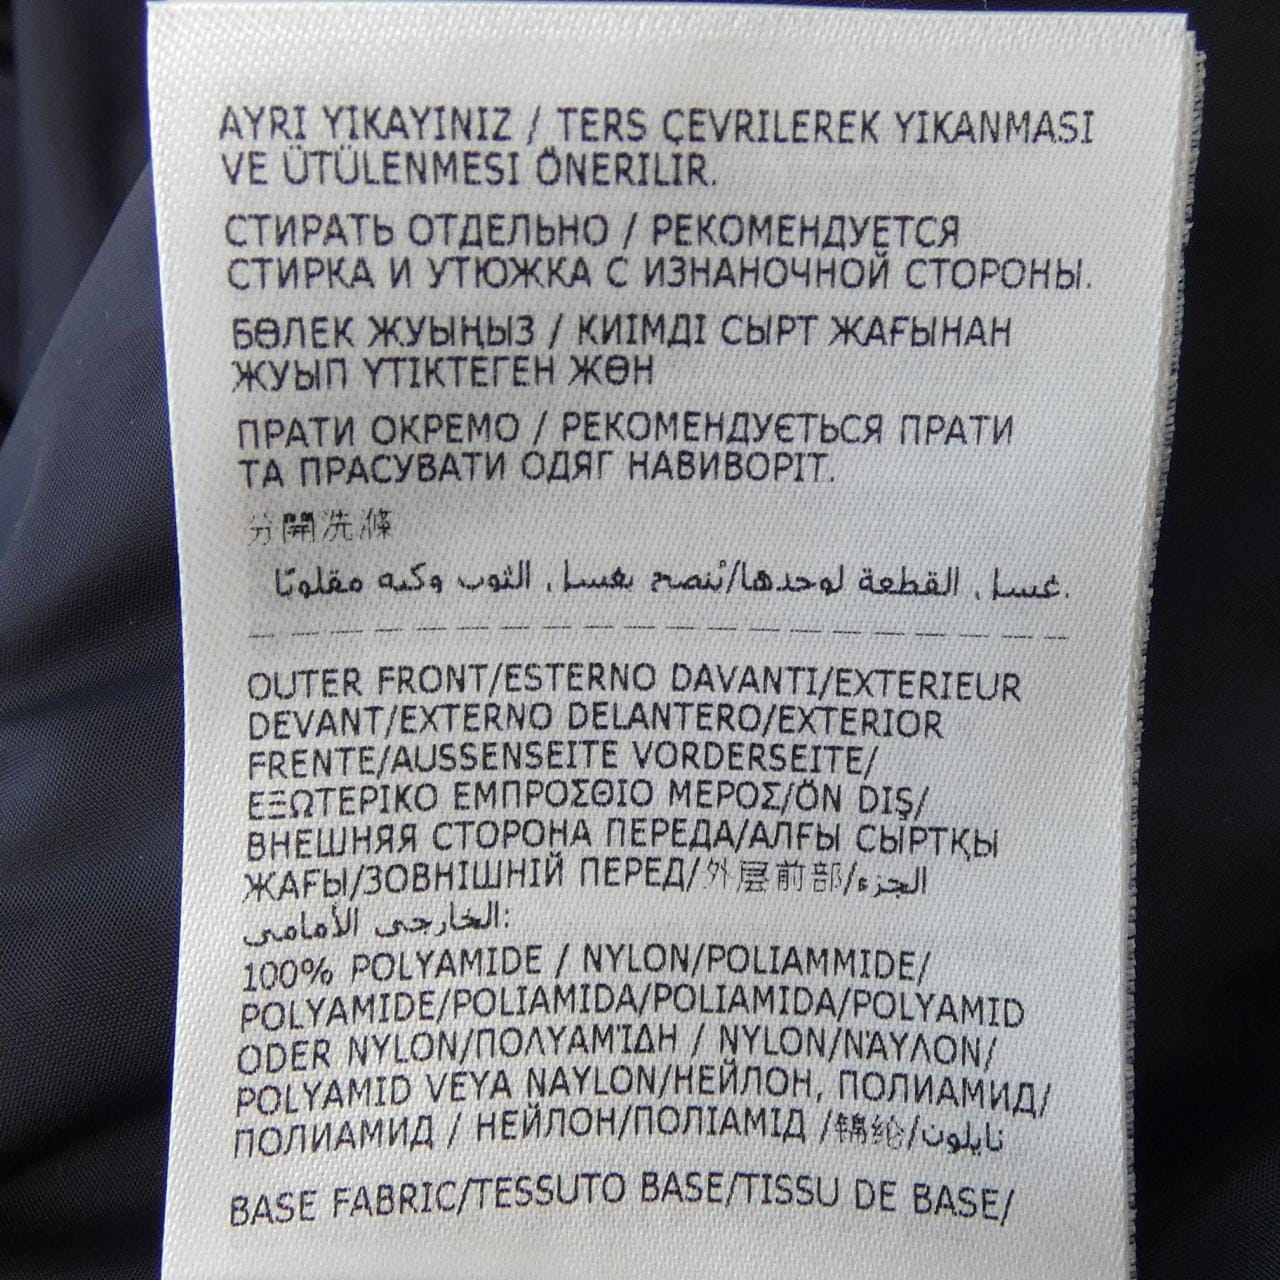 AYRI YIKAYINIZ / TERS ÇEVRILEREK YIKANMASI
VE ÜTÜLENMESI ÖNERILIR.
СТИРАТЬ ОТДЕЛЬНО / РЕКОМЕНДУЕТСЯ
СТИРКА И УТЮЖКА С ИЗНАНОЧНОЙ СТОРОНЫ.
БӨЛЕК ЖУЫҢЫЗ / КИІМДІ СЫРТ ЖАҒЫНАН
ЖУЫП ҮТІКТЕГЕН ЖӨН
ПРАТИ ОКРЕМО / РЕКОМЕНДУЄТЬСЯ ПРАТИ
ТА ПРАСУВАТИ ОДЯГ НАВИВОРІТ.
分開洗滌
غسل القطعة لوحدها/يُنصح بغسل الثوب وكيه مقلوبًا.
OUTER FRONT/ESTERNO DAVANTI/EXTERIEUR
DEVANT/EXTERNO DELANTERO/EXTERIOR
FRENTE/AUSSENSEITE VORDERSEITE/
ΕΞΩΤΕΡΙΚΟ ΕΜΠΡΟΣΘΙΟ ΜΕΡΟΣ/ÖN DIŞ/
ВНЕШНЯЯ СТОРОНА ПЕРЕДА/АЛҒЫ СЫРТҚЫ
ЖАҒЫ/ЗОВНІШНІЙ ПЕРЕД/外层前部/الجزء
الخارجي الأمامي:
100% POLYAMIDE / NYLON/POLIAMMIDE/
POLYAMIDE/POLIAMIDA/POLIAMIDA/POLYAMID
ODER NYLON/ΠΟΛΥΑΜΊΔΗ / NYLON/ΝΆΥΛΟΝ/
POLYAMID VEYA NAYLON/НЕЙЛОН, ПОЛИАМИД/
ПОЛИАМИД / НЕЙЛОН/ПОЛІАМІД /锦纶/نايلون
BASE FABRIC/TESSUTO BASE/TISSU DE BASE/